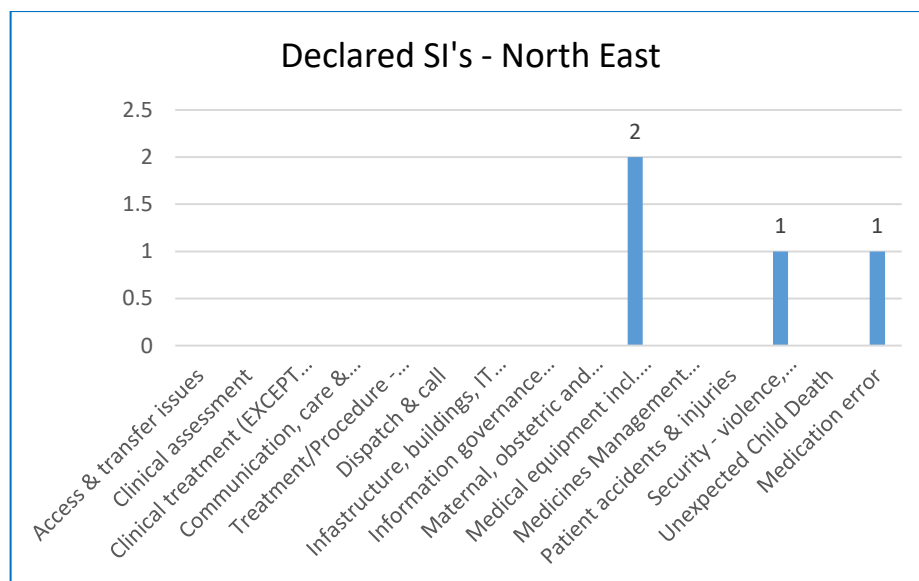 Declared SI's - North East
2.5
2
1.5
1
0.5
0
2
1
1
Access & transfer issues
Clinical assessment
Clinical treatment (EXCEPT…
Communication, care &…
Treatment/Procedure -…
Dispatch & call
Infastructure, buildings, IT…
Information governance…
Maternal, obstetric and…
Medical equipment incl.…
Medicines Management…
Patient accidents & injuries
Security - violence,…
Unexpected Child Death
Medication error